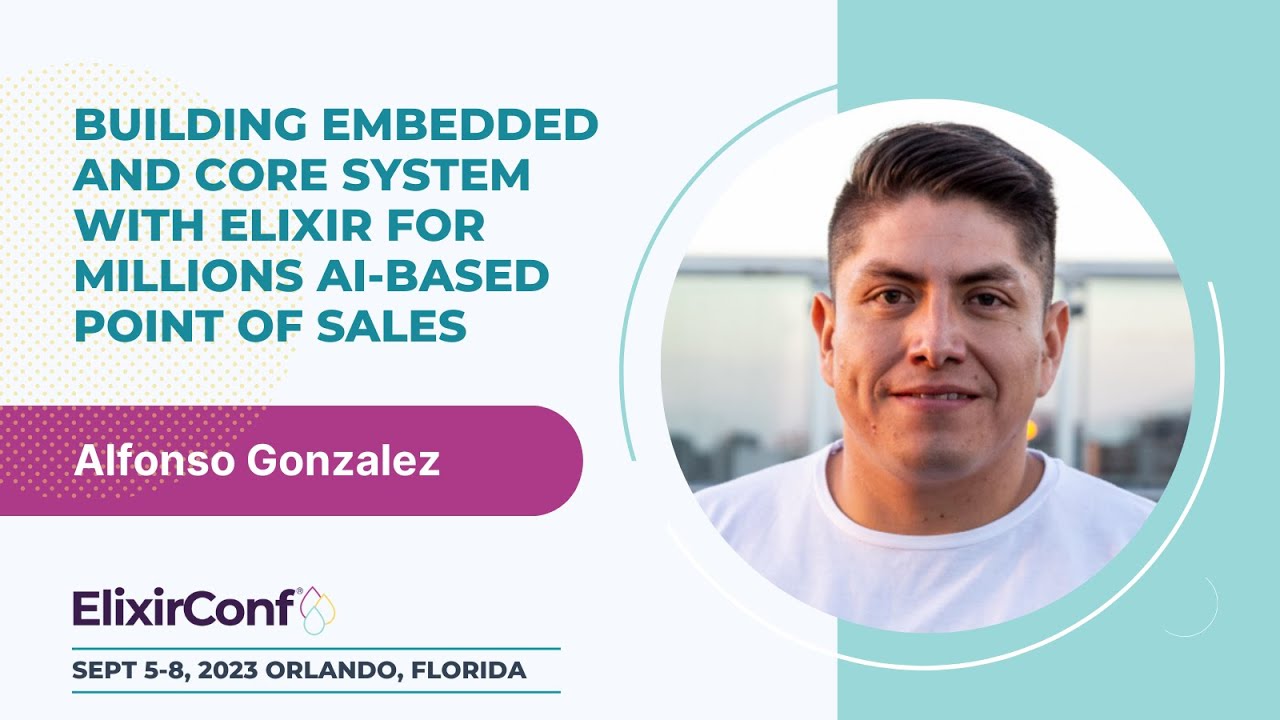 BUILDING EMBEDDED
AND CORE SYSTEM
WITH ELIXIR FOR
MILLIONS AI-BASED
POINT OF SALES
Alfonso Gonzalez
ElixirConf®
SEPT 5-8, 2023 ORLANDO, FLORIDA